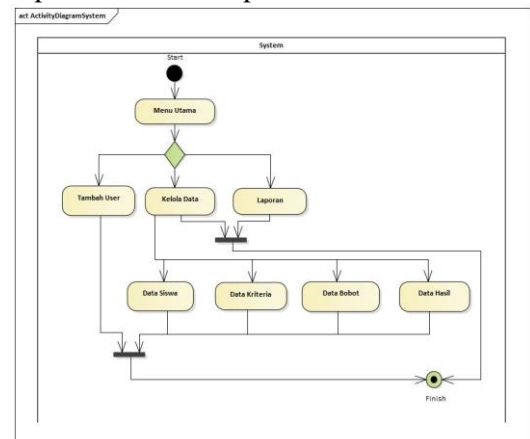 act ActivityDiagramSystem
System
Start
Menu Utama
Tambah User
Kelola Data
Laporan
Data Siswa
Data Kriteria
Data Bobot
Data Hasil
Finish